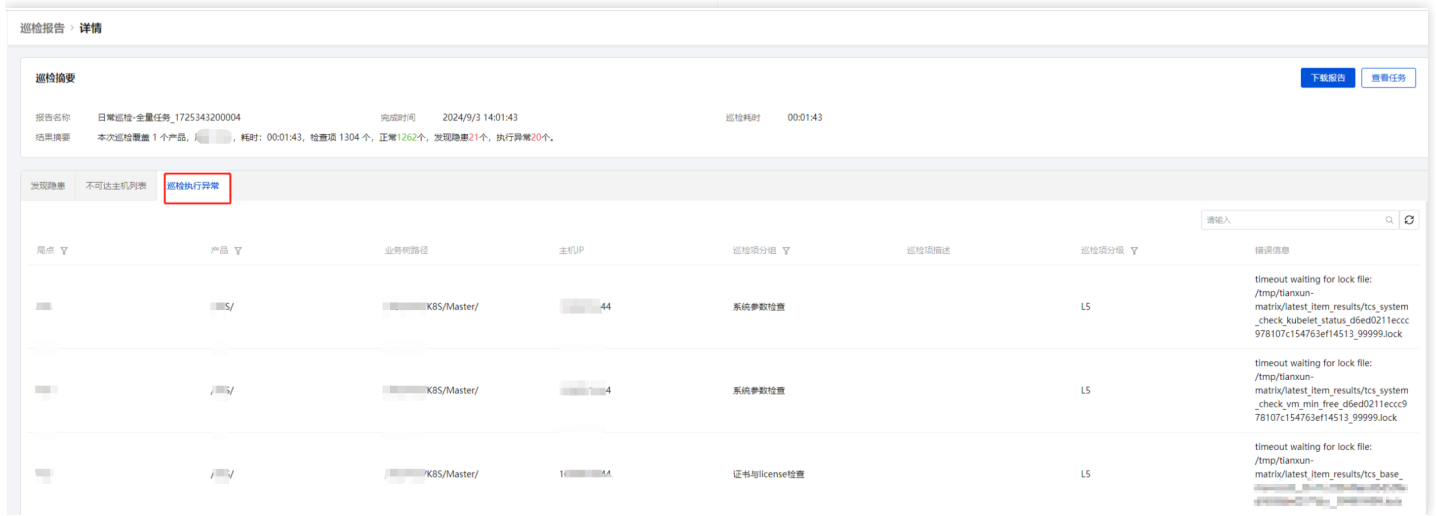 巡检报告 > 详情
巡检摘要
下载报告
查看任务
报告名称 日常巡检-全量任务_1725343200004 完成时间 2024/9/3 14:01:43 巡检耗时 00:01:43
结果摘要 本次巡检覆盖 1 个产品, ,耗时:00:01:43,检查项 1304 个,正常1262个,发现隐患21个,执行异常20个。
发现隐患 不可达主机列表 巡检执行异常
请输入
局点 产品 业务树路径 主机IP 巡检项分组 巡检项描述 巡检项分级 错误信息
S/ K8S/Master/ 44 系统参数检查 L5
timeout waiting for lock file:
/tmp/tianxun-
matrix/latest_item_results/tcs_system
_check_kubelet_status_d6ed0211eccc
978107c154763ef14513_99999.lock
/ S/ K8S/Master/ 4 系统参数检查 L5
timeout waiting for lock file:
/tmp/tianxun-
matrix/latest_item_results/tcs_system
_check_vm_min_free_d6ed0211eccc9
78107c154763ef14513_99999.lock
/ / /K8S/Master/ 1 44 证书与license检查 L5
timeout waiting for lock file:
/tmp/tianxun-
matrix/latest_item_results/tcs_base_